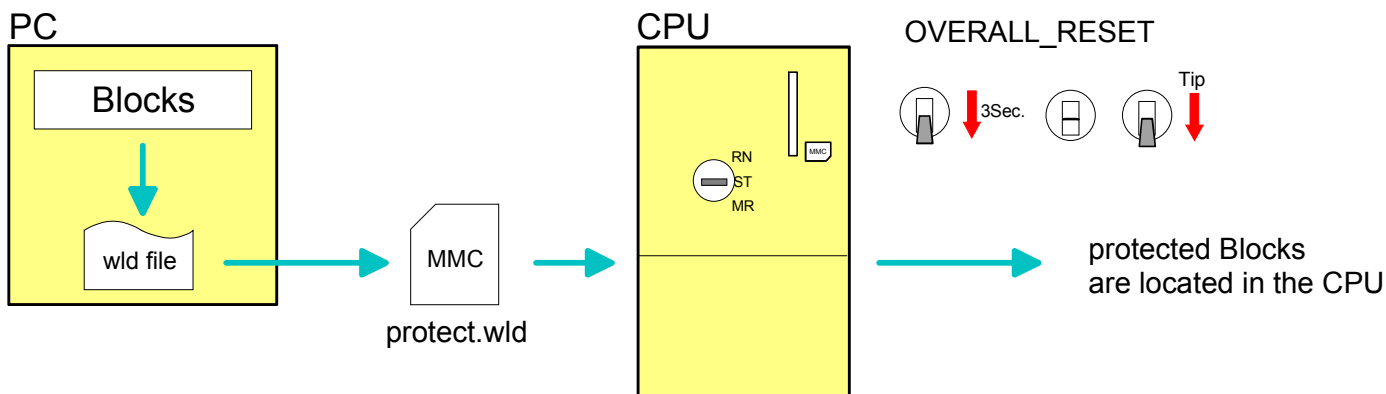 PC
Blocks
wld file
MMC
protect.wld
CPU
MMC
RN
ST
MR
OVERALL_RESET
3Sec.
Tip
protected Blocks
are located in the CPU